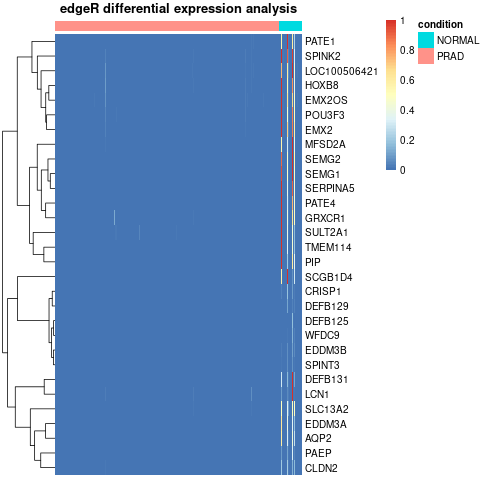 edgeR differential expression analysis
PATE1
SPINK2
LOC100506421
HOXB8
EMX2OS
POU3F3
EMX2
MFSD2A
SEMG2
SEMG1
SERPINA5
PATE4
GRXCR1
SULT2A1
TMEM114
PIP
SCGB1D4
CRISP1
DEFB129
DEFB125
WFDC9
EDDM3B
SPINT3
DEFB131
LCN1
SLC13A2
EDDM3A
AQP2
PAEP
CLDN2
1
0.8
0.6
0.4
0.2
0
condition
NORMAL
PRAD